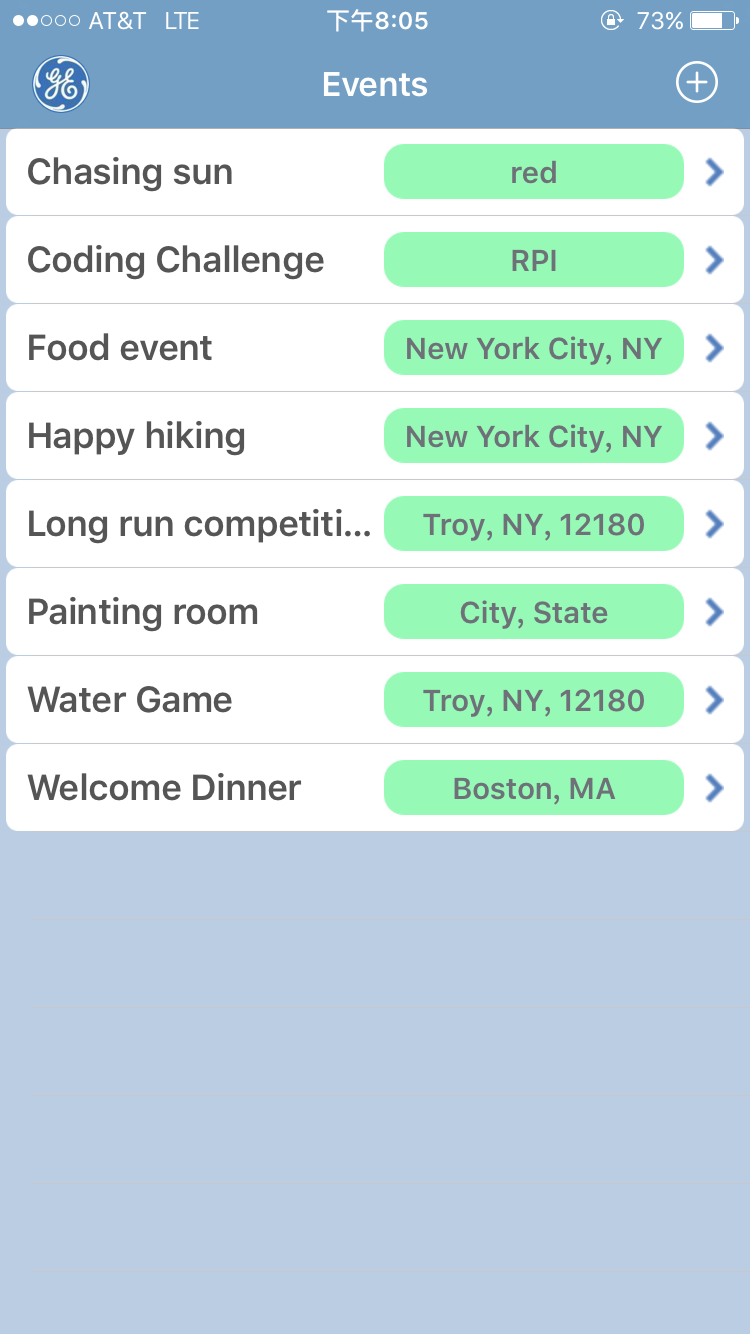 AT&T LTE 下午8:05 73%
GE Events
Chasing sun red
Coding Challenge RPI
Food event New York City, NY
Happy hiking New York City, NY
Long run competiti... Troy, NY, 12180
Painting room City, State
Water Game Troy, NY, 12180
Welcome Dinner Boston, MA